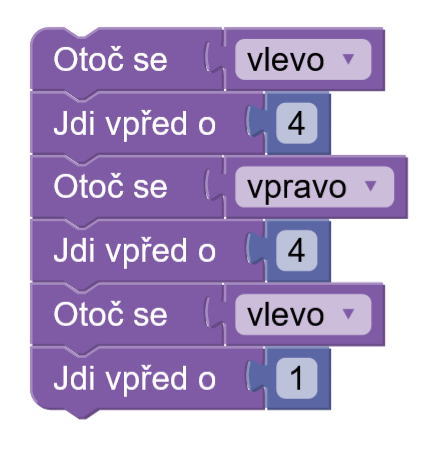 Otoč se vlevo
Jdi vpřed o 4
Otoč se vpravo
Jdi vpřed o 4
Otoč se vlevo
Jdi vpřed o 1